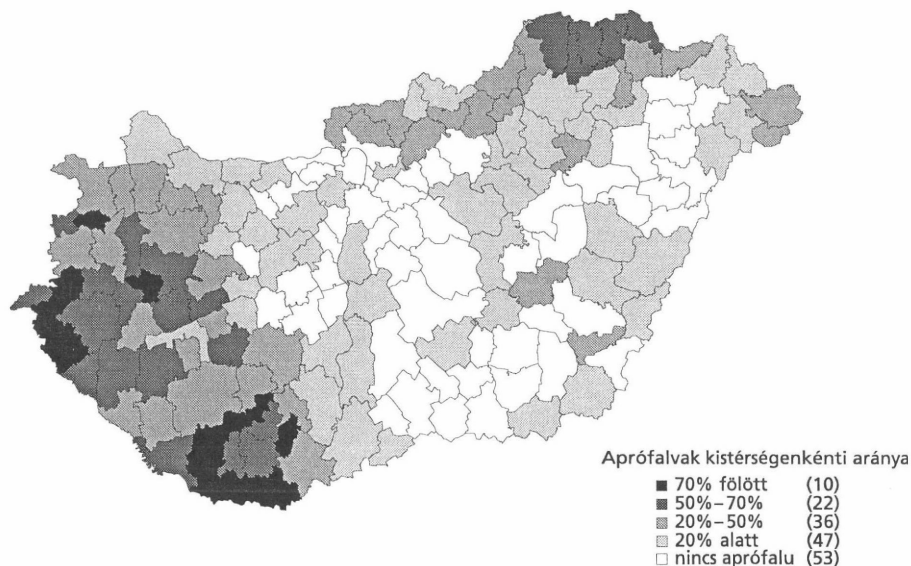 Aprófalvak kistérségenkénti aránya
70% fölött (10)
50%–70% (22)
20%–50% (36)
20% alatt (47)
nincs aprófalu (53)